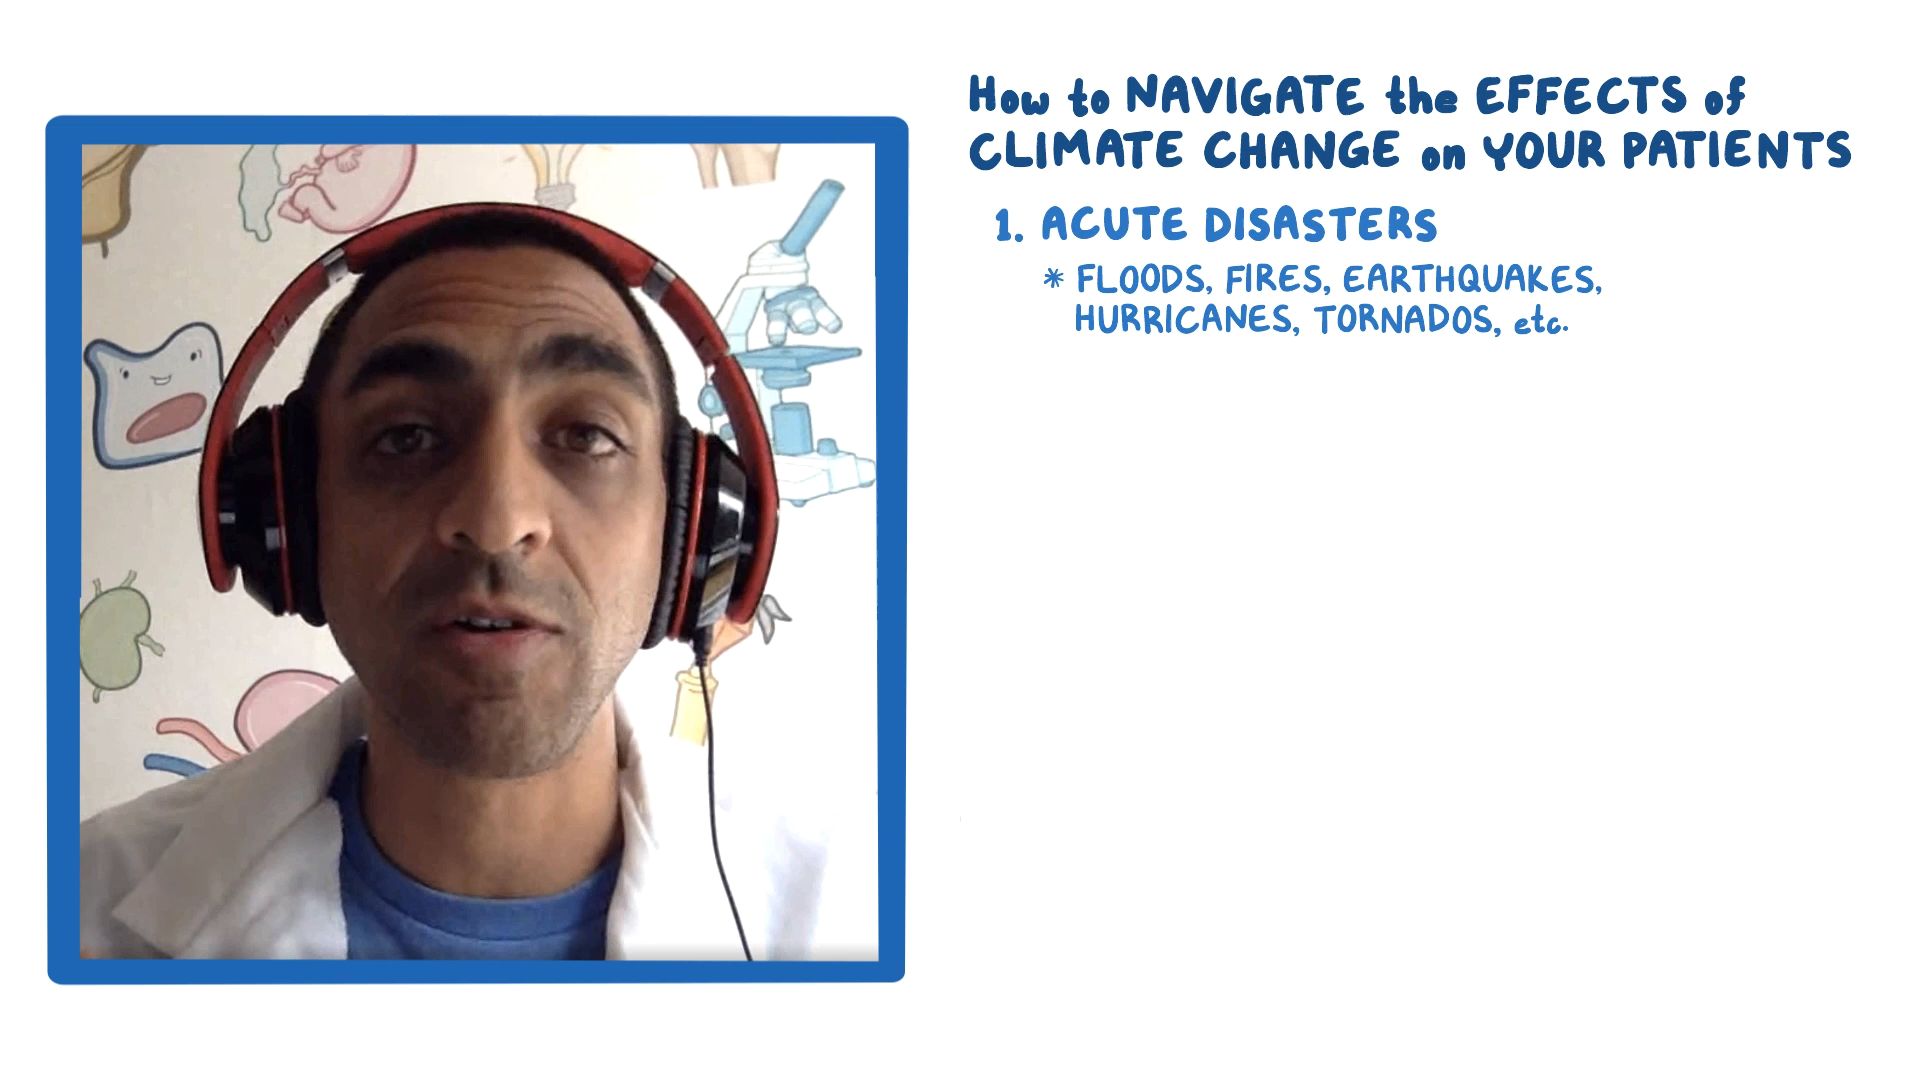 How to NAVIGATE the EFFECTS of
CLIMATE CHANGE on YOUR PATIENTS
1. ACUTE DISASTERS
* FLOODS, FIRES, EARTHQUAKES,
HURRICANES, TORNADOS, etc.